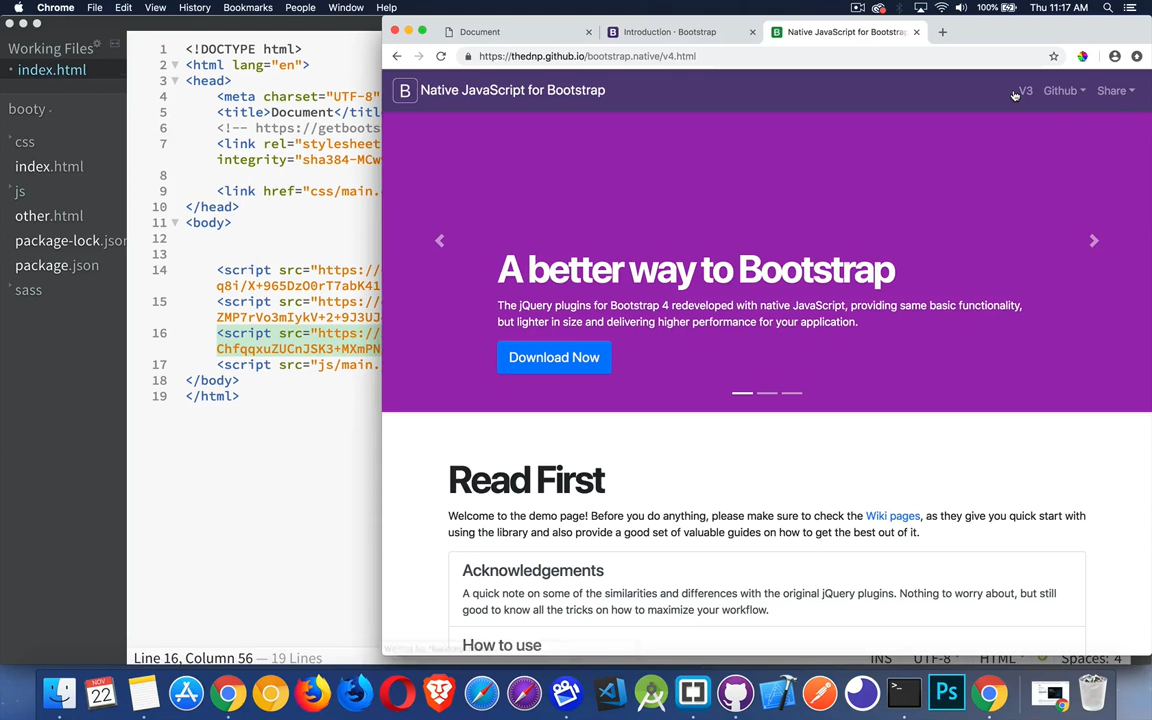 Chrome File Edit View History Bookmarks People Window Help 100% Thu 11:17 AM
Working Files
• index.html
booty
css
index.html
js
other.html
package-lock.json
package.json
sass
1 <!DOCTYPE html>
2 <html lang="en">
3 <head>
4 <meta charset="UTF-8"
5 <title>Document</titl
6 <!-- https://getboots
7 <link rel="stylesheet
integrity="sha384-MCw
8
9 <link href="css/main.
10 </head>
11 <body>
12
13
14 <script src="https:/
q8i/X+965DzO0rT7abK41
15 <script src="https:/
ZMP7rVo3mIykV+2+9J3UJ
16 <script src="https:/
ChfqqxuZUCnJSK3+MXmPN
17 <script src="js/main.
18 </body>
19 </html>
Line 16, Column 56 — 19 Lines
INS UTF-8 HTML Spaces: 4
Document × Introduction · Bootstrap × Native JavaScript for Bootstrap ×
https://thednp.github.io/bootstrap.native/v4.html
B Native JavaScript for Bootstrap V3 Github Share
A better way to Bootstrap
The jQuery plugins for Bootstrap 4 redeveloped with native JavaScript, providing same basic functionality,
but lighter in size and delivering higher performance for your application.
Download Now
Read First
Welcome to the demo page! Before you do anything, please make sure to check the Wiki pages, as they give you quick start with
using the library and also provide a good set of valuable guides on how to get the best out of it.
Acknowledgements
A quick note on some of the similarities and differences with the original jQuery plugins. Nothing to worry about, but still
good to know all the tricks on how to maximize your workflow.
How to use
NOV
22
Ps